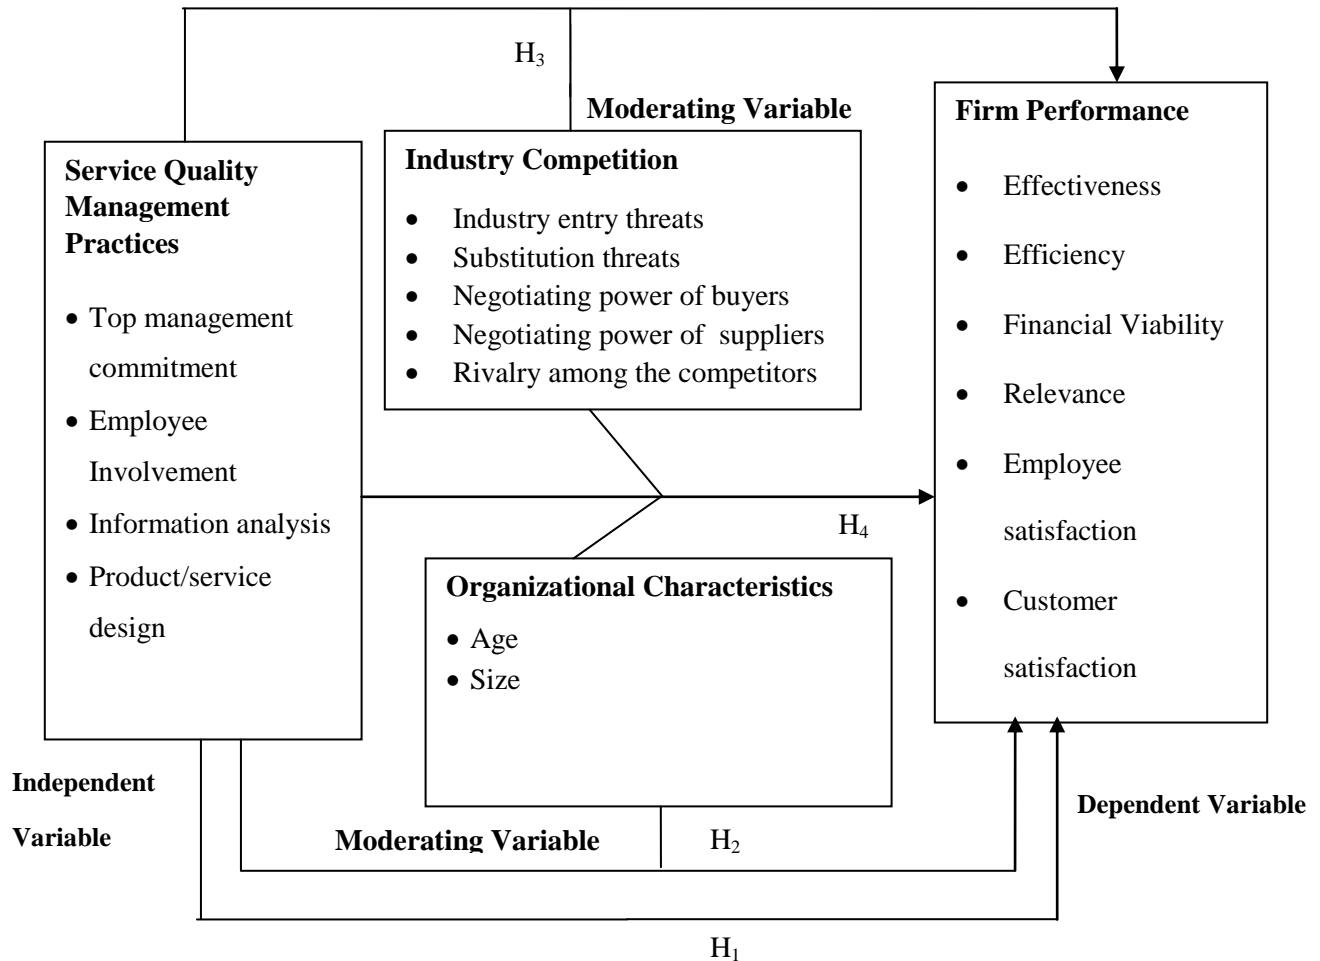 H3
Moderating Variable
Service Quality
Management
Practices
• Top management
commitment
• Employee
Involvement
• Information analysis
• Product/service
design
Independent
Variable
Industry Competition
• Industry entry threats
• Substitution threats
• Negotiating power of buyers
• Negotiating power of  suppliers
• Rivalry among the competitors
H4
Organizational Characteristics
• Age
• Size
Moderating Variable
H2
H1
Firm Performance
• Effectiveness
• Efficiency
• Financial Viability
• Relevance
• Employee
satisfaction
• Customer
satisfaction
Dependent Variable